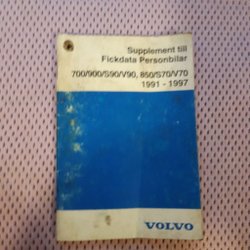 Supplement till
Fickdata Personbilar
700/900/S90/V90, 850/S70/V70
1991 - 1997
VOLVO